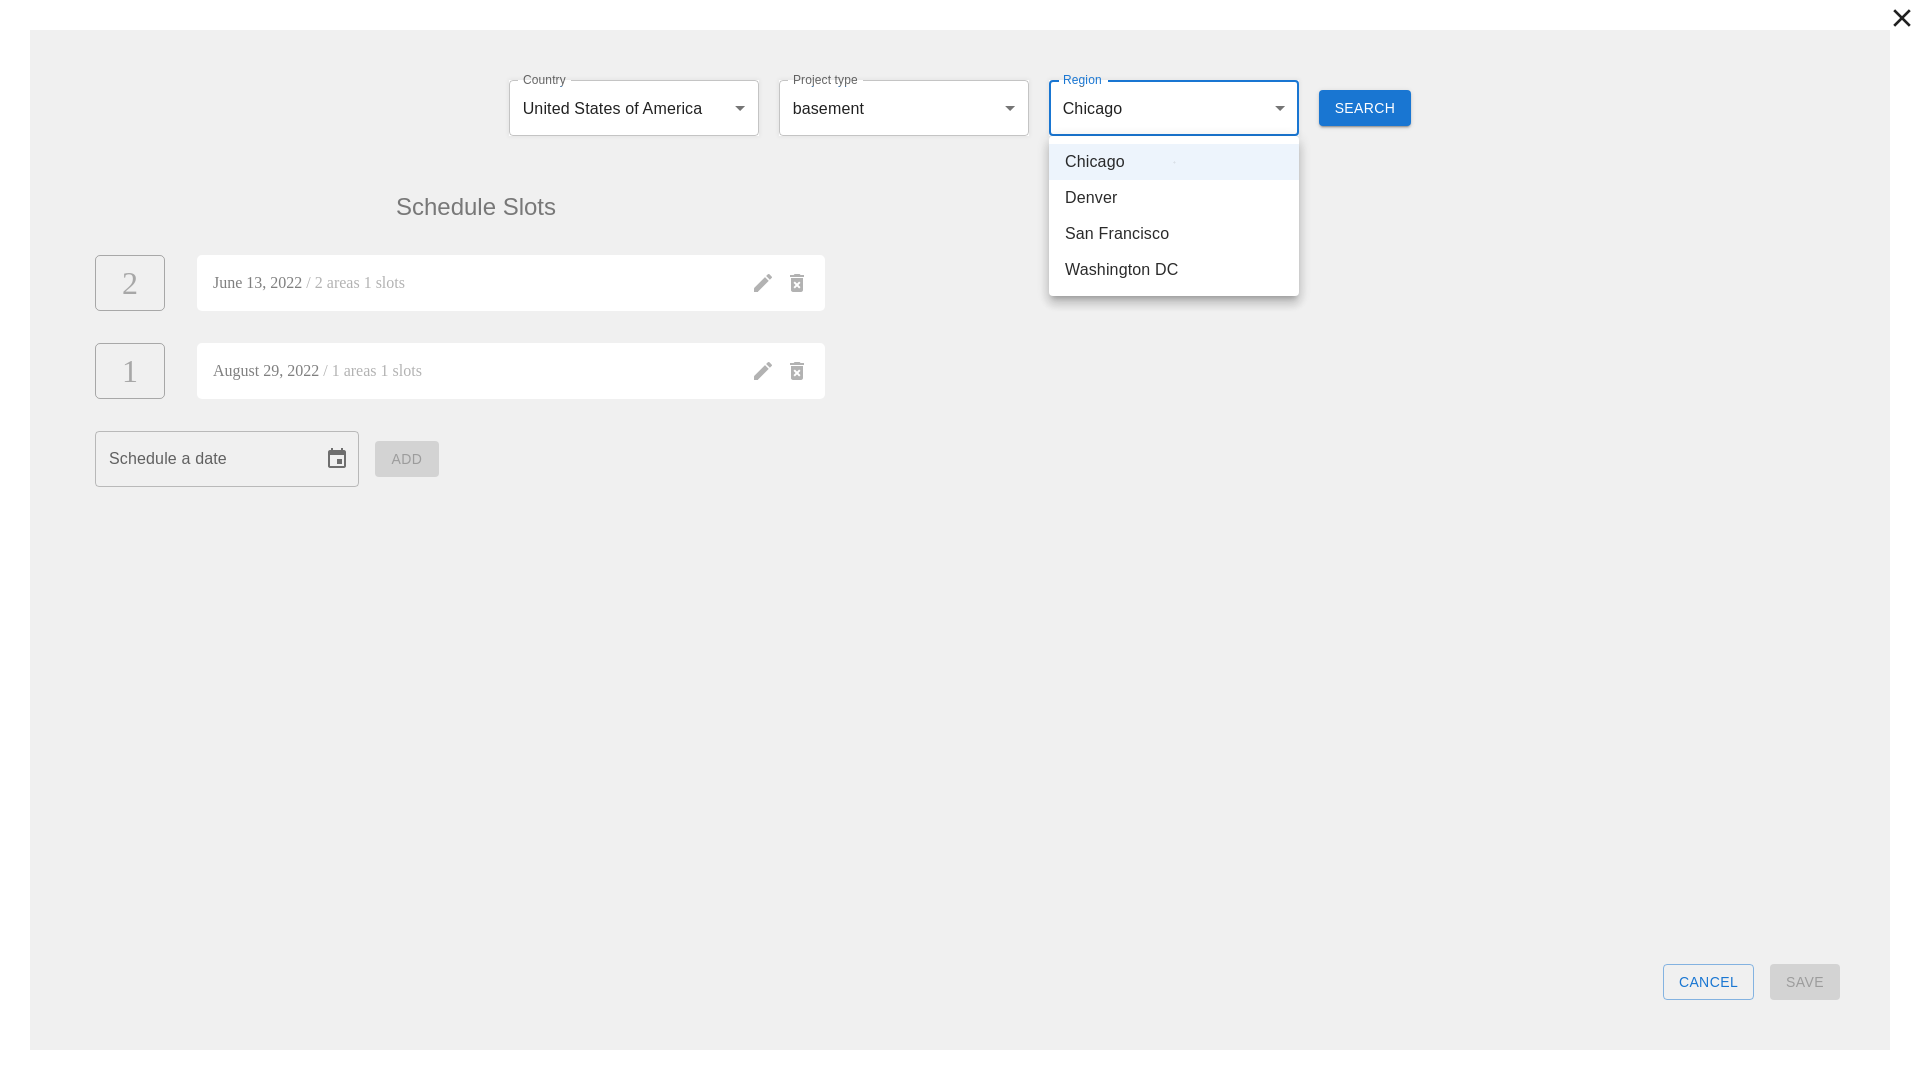 Country
United States of America
Project type
basement
Region
Chicago
SEARCH
Chicago
Denver
San Francisco
Washington DC
Schedule Slots
2
June 13, 2022 / 2 areas 1 slots
1
August 29, 2022 / 1 areas 1 slots
Schedule a date
ADD
CANCEL
SAVE